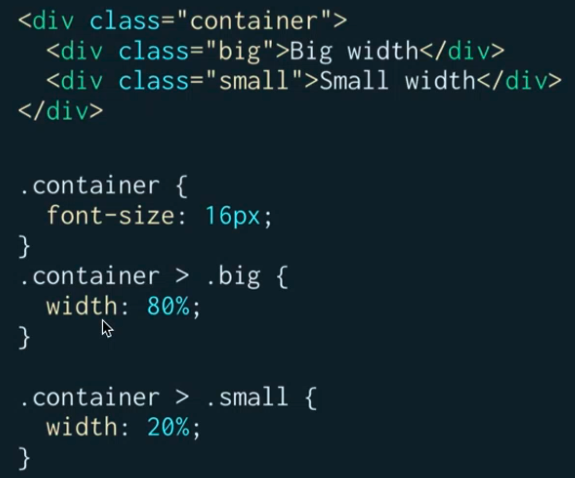 <div class="container">
  <div class="big">Big width</div>
  <div class="small">Small width</div>
</div>
.container {
  font-size: 16px;
}
.container > .big {
  width: 80%;
}
.container > .small {
  width: 20%;
}